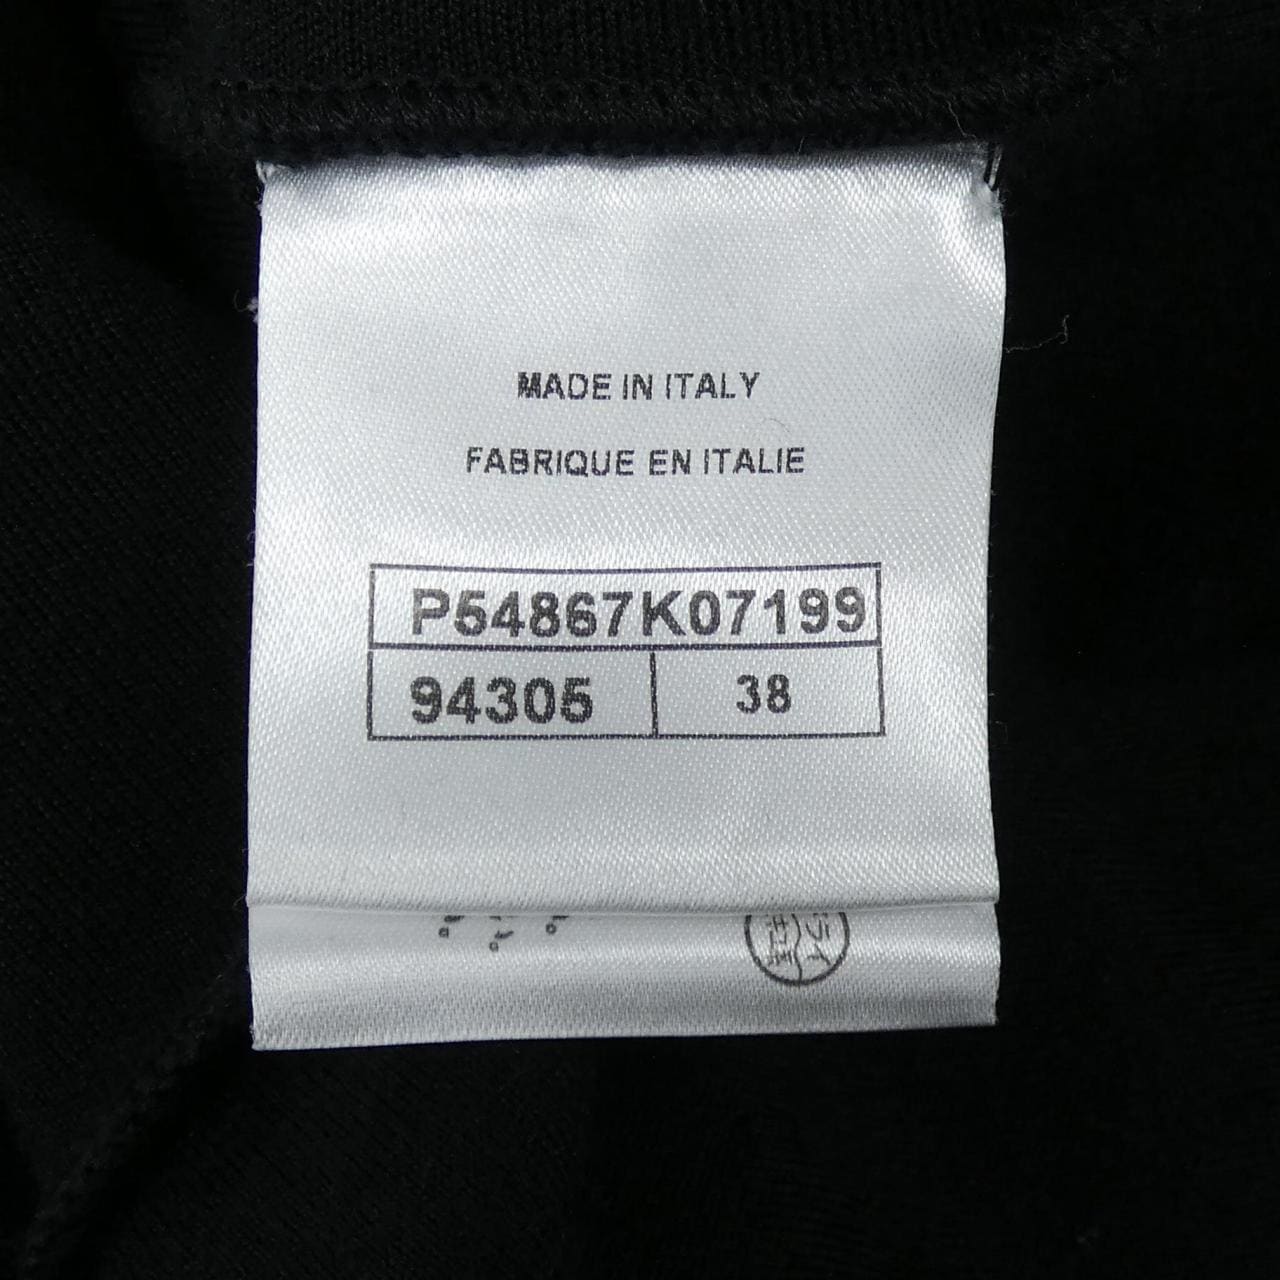 MADE IN ITALY
FABRIQUE EN ITALIE
P54867K07199
94305 38